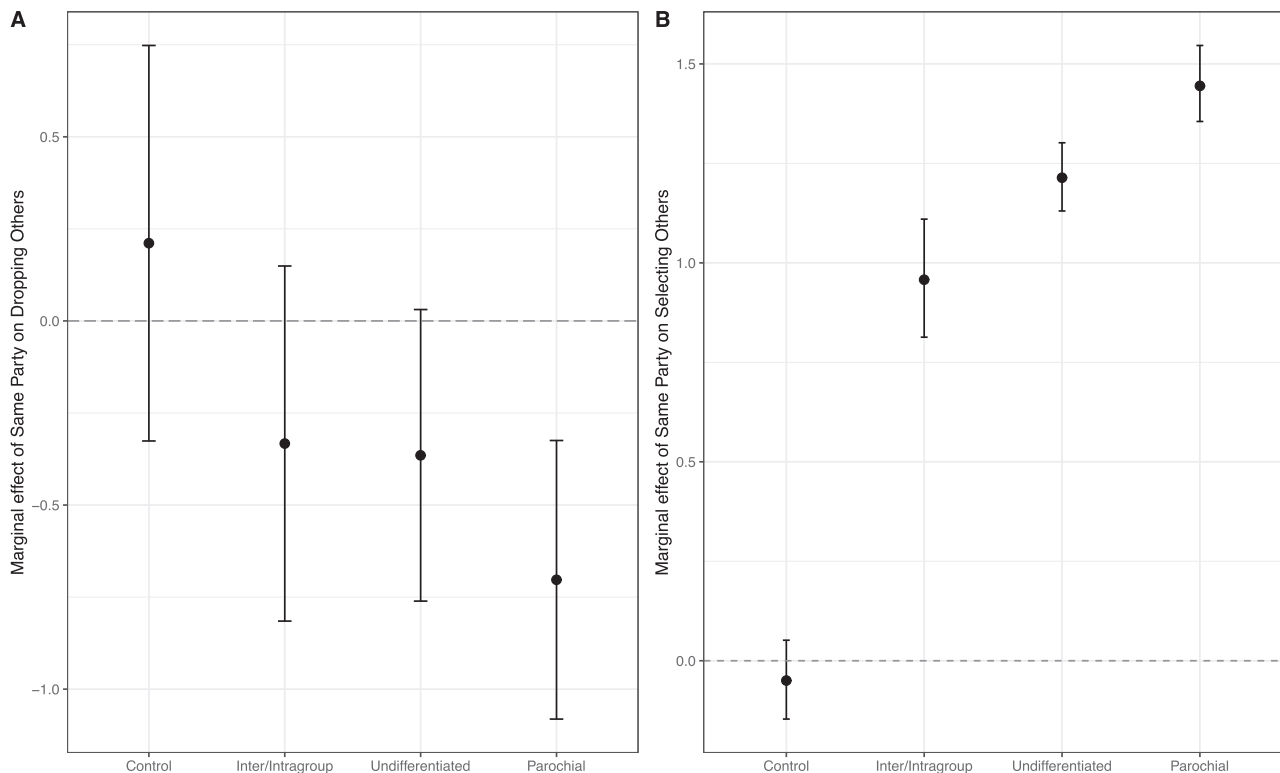 A
Marginal effect of Same Party on Dropping Others
0.5
0.0
−0.5
−1.0
Control Inter/Intragroup Undifferentiated Parochial
B
Marginal effect of Same Party on Selecting Others
1.5
1.0
0.5
0.0
Control Inter/Intragroup Undifferentiated Parochial